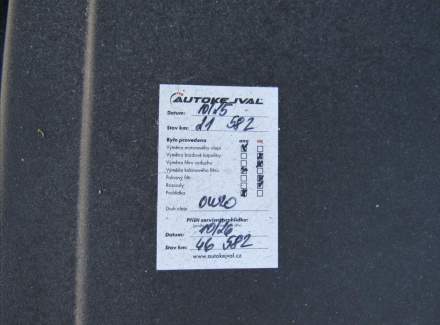 AUTOKEJVAL
Datum: 10/25
Stav km: 21 582
Bylo provedeno ANO NE
Výměna motorového oleje
Výměna brzdové kapaliny
Výměna filtru vzduchu
Výměna kabinového filtru
Palivový filtr
Rozvody
Prohlídka
Druh oleje: 0W20
Příští servisní prohlídka:
Datum: 10/26
Stav km: 46 582
www.autokejval.cz